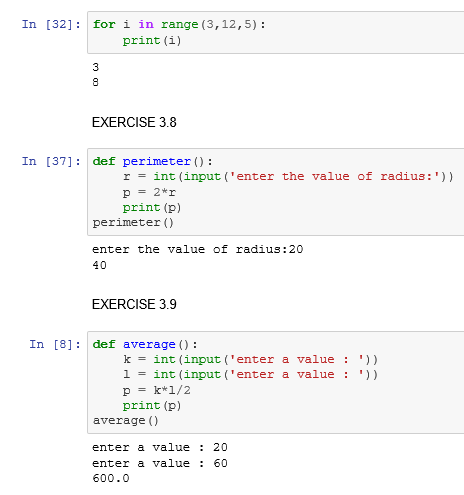 In [32]: for i in range(3,12,5):
    print(i)
3
8
EXERCISE 3.8
In [37]: def perimeter():
    r = int(input('enter the value of radius:'))
    p = 2*r
    print(p)
perimeter()
enter the value of radius:20
40
EXERCISE 3.9
In [8]: def average():
    k = int(input('enter a value : '))
    l = int(input('enter a value : '))
    p = k*l/2
    print(p)
average()
enter a value : 20
enter a value : 60
600.0